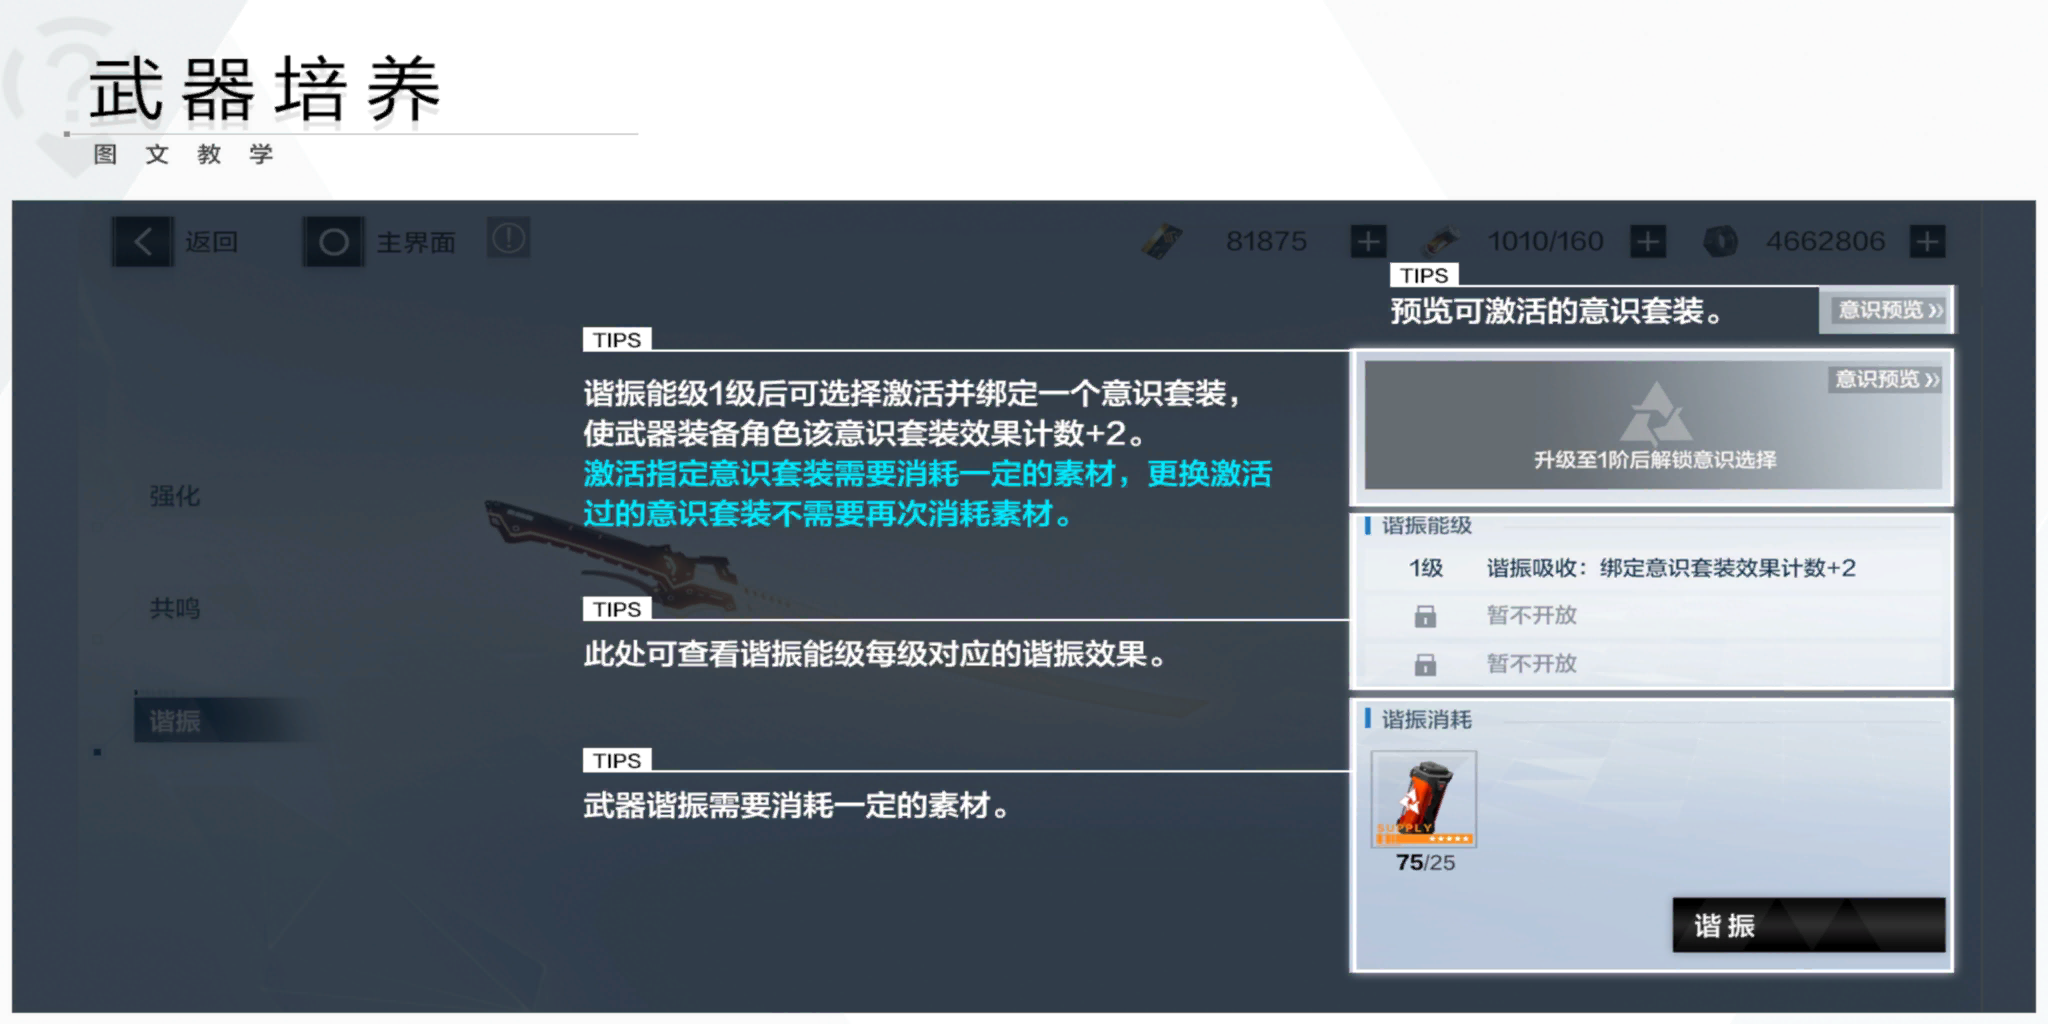 武器培养
图文教学
返回
主界面
81875
1010/160
4662806
TIPS
预览可激活的意识套装。
意识预览
TIPS
谐振能级1级后可选择激活并绑定一个意识套装，
使武器装备角色该意识套装效果计数+2。
激活指定意识套装需要消耗一定的素材，更换激活
过的意识套装不需要再次消耗素材。
意识预览
升级至1阶后解锁意识选择
强化
共鸣
谐振
TIPS
此处可查看谐振能级每级对应的谐振效果。
谐振能级
1级 谐振吸收：绑定意识套装效果计数+2
暂不开放
暂不开放
TIPS
武器谐振需要消耗一定的素材。
谐振消耗
SUPPLY
75/25
谐振